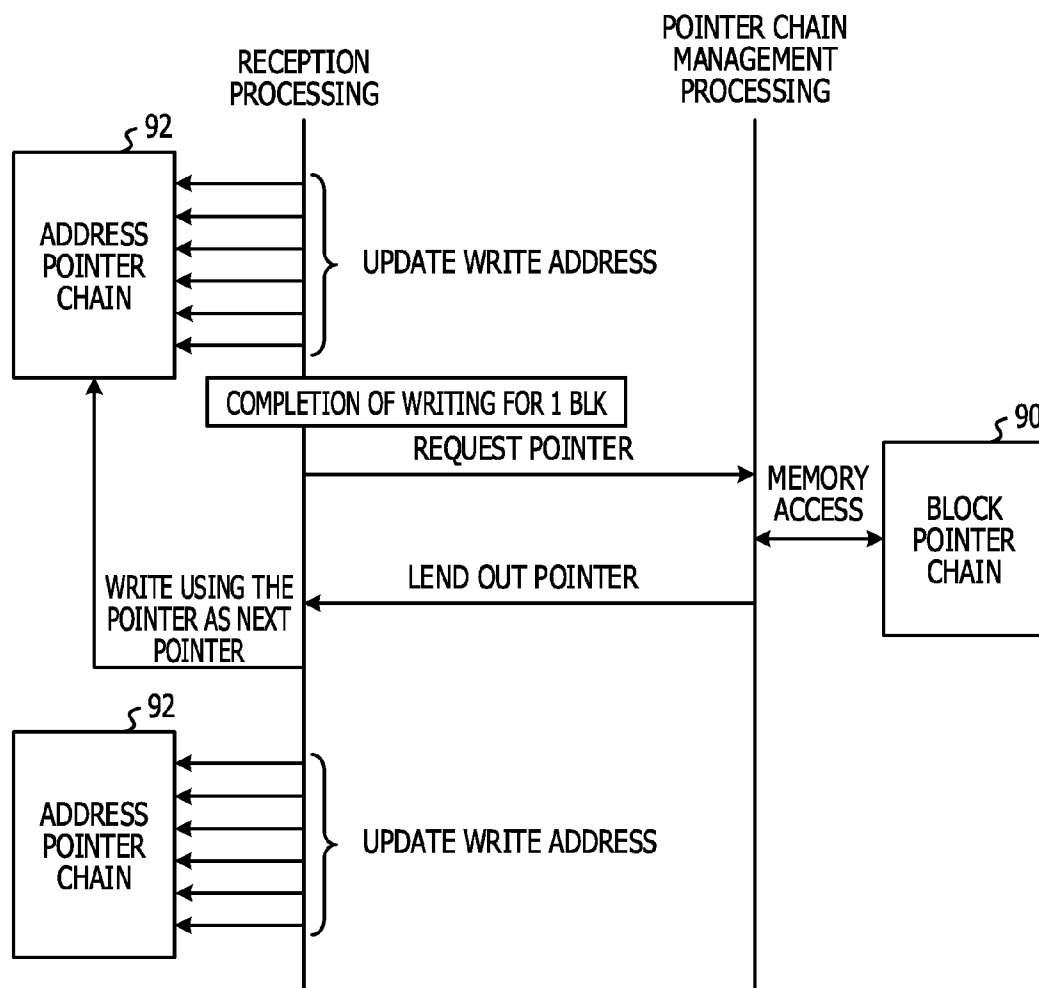 RECEPTION
PROCESSING
POINTER CHAIN
MANAGEMENT
PROCESSING
92
ADDRESS
POINTER
CHAIN
UPDATE WRITE ADDRESS
COMPLETION OF WRITING FOR 1 BLK
REQUEST POINTER
90
MEMORY
ACCESS
BLOCK
POINTER
CHAIN
LEND OUT POINTER
WRITE USING THE
POINTER AS NEXT
POINTER
92
ADDRESS
POINTER
CHAIN
UPDATE WRITE ADDRESS